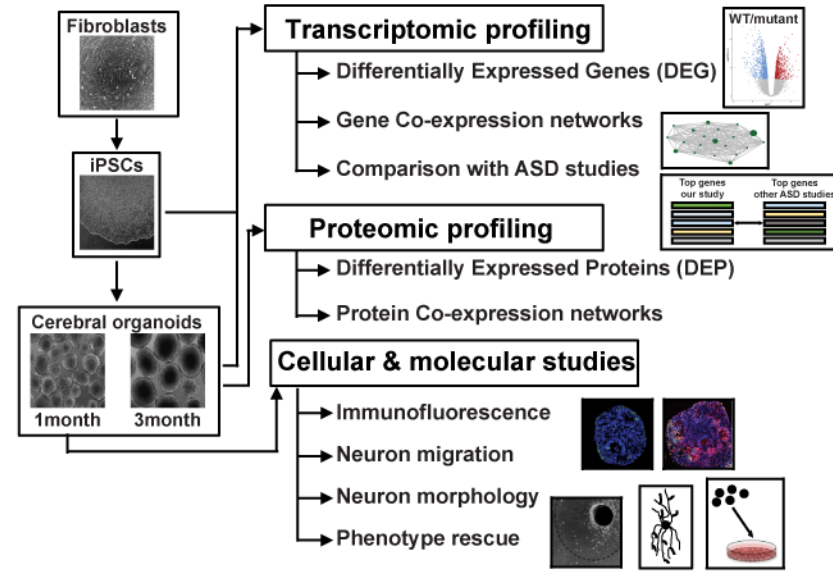 Fibroblasts
iPSCs
Cerebral organoids
1month
3month
Transcriptomic profiling
Differentially Expressed Genes (DEG)
Gene Co-expression networks
Comparison with ASD studies
WT/mutant
Top genes
our study
Top genes
other ASD studies
Proteomic profiling
Differentially Expressed Proteins (DEP)
Protein Co-expression networks
Cellular & molecular studies
Immunofluorescence
Neuron migration
Neuron morphology
Phenotype rescue